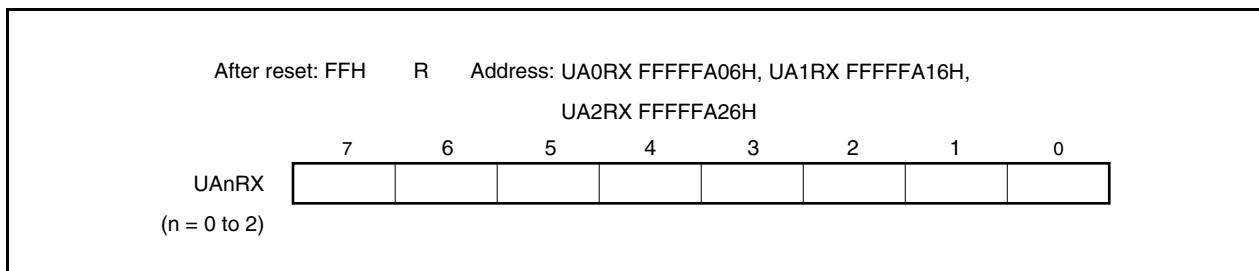 After reset: FFH R Address: UA0RX FFFFFA06H, UA1RX FFFFFA16H,
UA2RX FFFFFA26H
7 6 5 4 3 2 1 0
UAnRX
(n = 0 to 2)